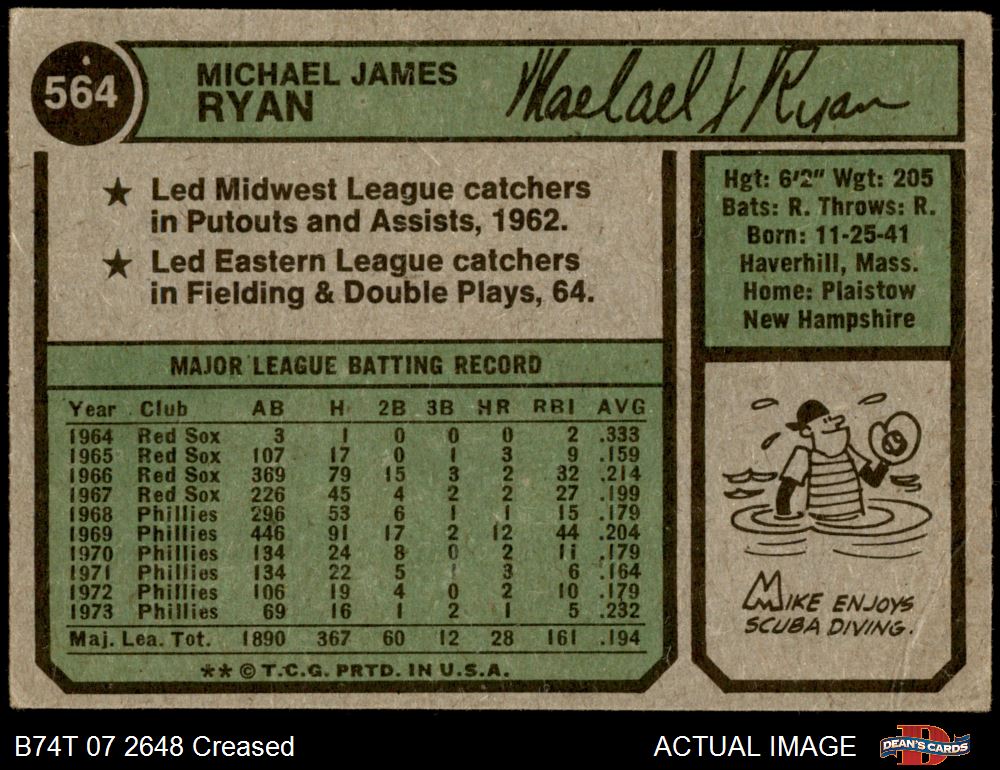 564
MICHAEL JAMES
RYAN
Michael J Ryan
★ Led Midwest League catchers
in Putouts and Assists, 1962.
★ Led Eastern League catchers
in Fielding & Double Plays, 64.
Hgt: 6'2" Wgt: 205
Bats: R. Throws: R.
Born: 11-25-41
Haverhill, Mass.
Home: Plaistow
New Hampshire
MAJOR LEAGUE BATTING RECORD
Year Club AB H 2B 3B HR RBI AVG
1964 Red Sox 3 1 0 0 0 2 .333
1965 Red Sox 107 17 0 1 3 9 .159
1966 Red Sox 369 79 15 3 2 32 .214
1967 Red Sox 226 45 4 2 2 27 .199
1968 Phillies 296 53 6 1 1 15 .179
1969 Phillies 446 91 17 2 12 44 .204
1970 Phillies 134 24 8 0 2 11 .179
1971 Phillies 134 22 5 1 3 6 .164
1972 Phillies 106 19 4 0 2 10 .179
1973 Phillies 69 16 1 2 1 5 .232
Maj. Lea. Tot. 1890 367 60 12 28 161 .194
** © T.C.G. PRTD. IN U.S.A.
MIKE ENJOYS
SCUBA DIVING.
B74T 07 2648 Creased
ACTUAL IMAGE
DEAN'S CARDS